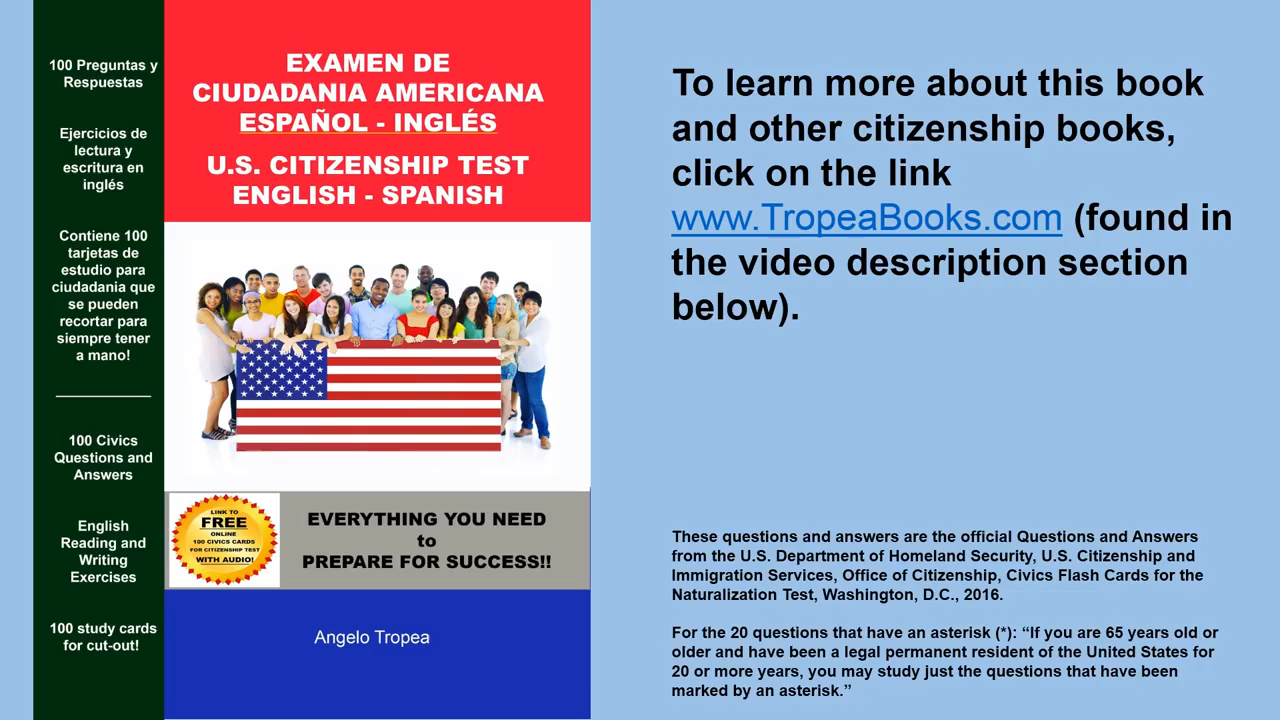 100 Preguntas y
Respuestas
Ejercicios de
lectura y
escritura en
inglés
Contiene 100
tarjetas de
estudio para
ciudadania que
se pueden
recortar para
siempre tener
a mano!
100 Civics
Questions and
Answers
English
Reading and
Writing
Exercises
100 study cards
for cut-out!
EXAMEN DE
CIUDADANIA AMERICANA
ESPAÑOL - INGLÉS
U.S. CITIZENSHIP TEST
ENGLISH - SPANISH
LINK TO
FREE
ONLINE
100 CIVICS CARDS
FOR CITIZENSHIP TEST
WITH AUDIO!
EVERYTHING YOU NEED
to
PREPARE FOR SUCCESS!!
Angelo Tropea
To learn more about this book
and other citizenship books,
click on the link
www.TropeaBooks.com (found in
the video description section
below).
These questions and answers are the official Questions and Answers
from the U.S. Department of Homeland Security, U.S. Citizenship and
Immigration Services, Office of Citizenship, Civics Flash Cards for the
Naturalization Test, Washington, D.C., 2016.
For the 20 questions that have an asterisk (*): “If you are 65 years old or
older and have been a legal permanent resident of the United States for
20 or more years, you may study just the questions that have been
marked by an asterisk.”